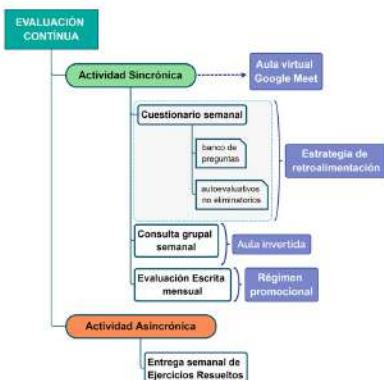 EVALUACIÓN
CONTÍNUA
Actividad Sincrónica
Aula virtual
Google Meet
Cuestionario semanal
banco de
preguntas
autoevaluativos
no eliminatorios
Estrategia de
retroalimentación
Consulta grupal
semanal
Aula invertida
Evaluación Escrita
mensual
Régimen
promocional
Actividad Asincrónica
Entrega semanal de
Ejercicios Resueltos